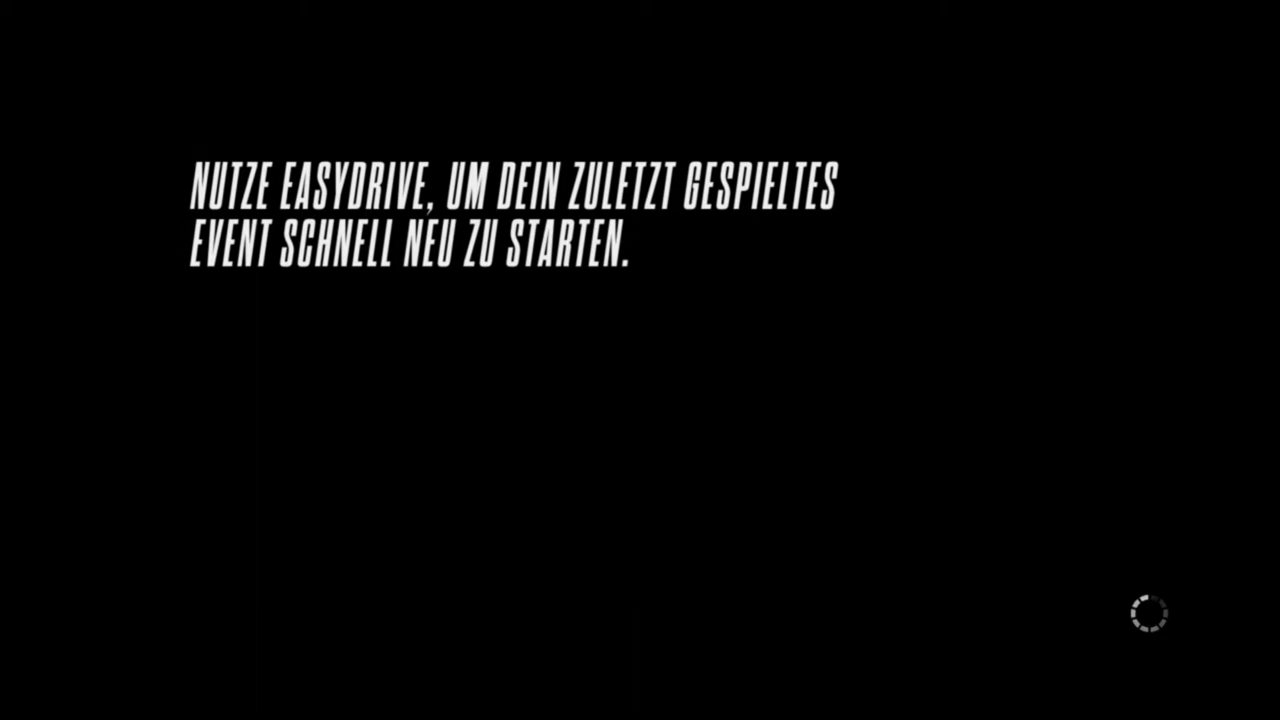 NUTZE EASYDRIVE, UM DEIN ZULETZT GESPIELTES
EVENT SCHNELL NEU ZU STARTEN.